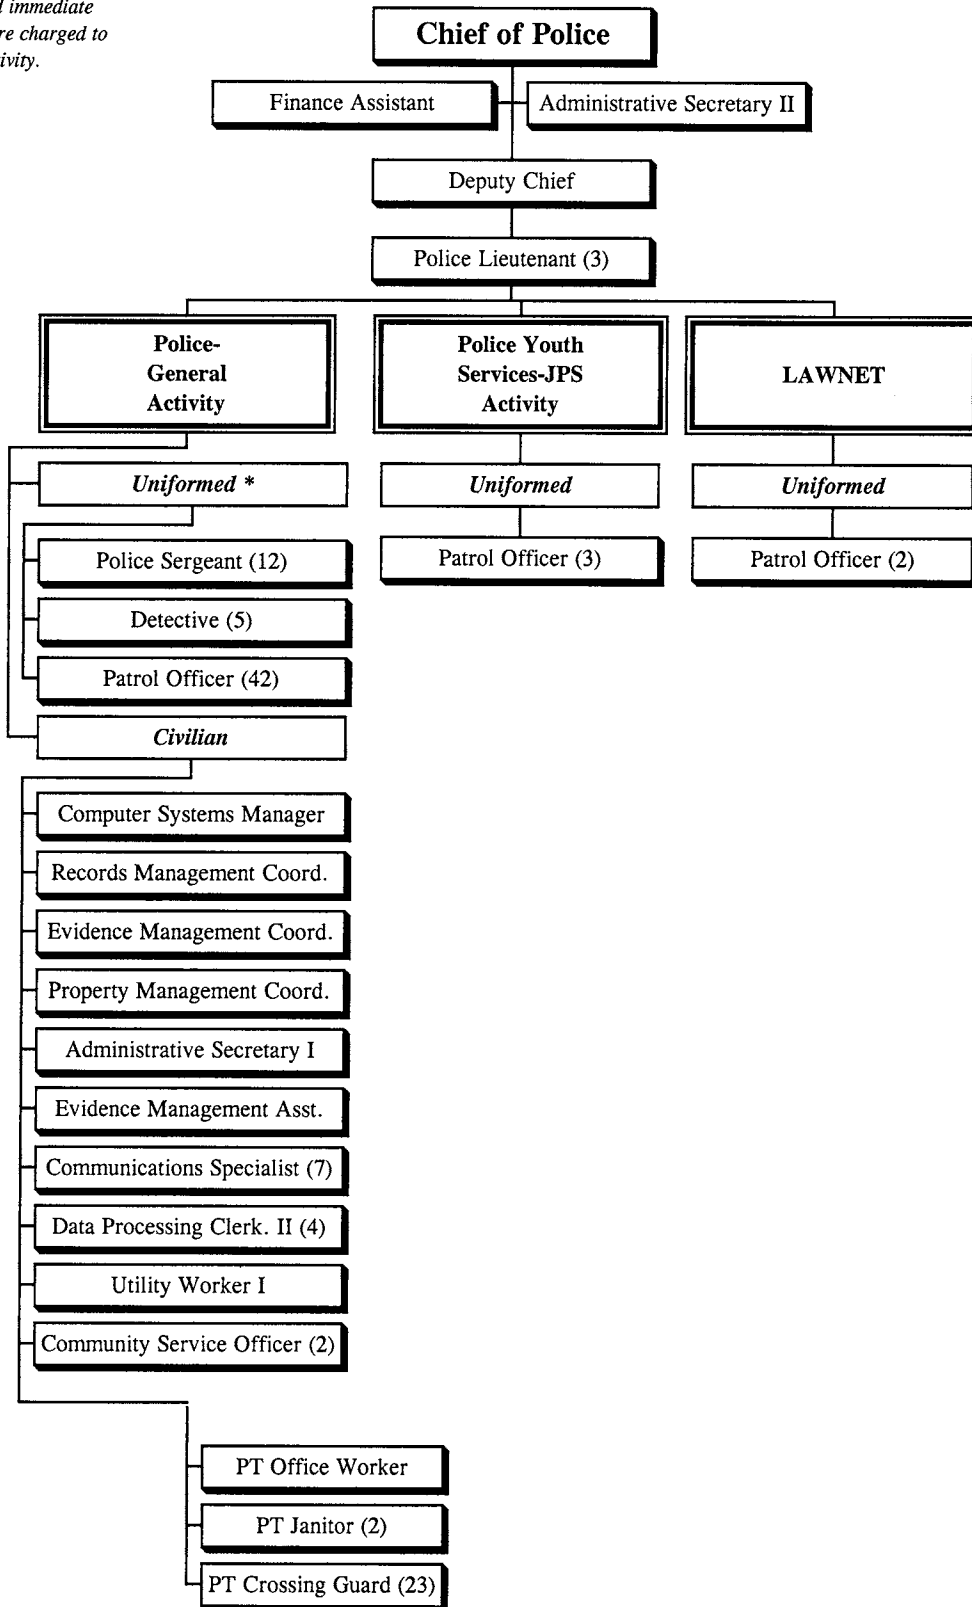 immediate
re charged to
ivity.
Chief of Police
Finance Assistant
Administrative Secretary II
Deputy Chief
Police Lieutenant (3)
Police-
General
Activity
Police Youth
Services-JPS
Activity
LAWNET
Uniformed *
Uniformed
Uniformed
Police Sergeant (12)
Patrol Officer (3)
Patrol Officer (2)
Detective (5)
Patrol Officer (42)
Civilian
Computer Systems Manager
Records Management Coord.
Evidence Management Coord.
Property Management Coord.
Administrative Secretary I
Evidence Management Asst.
Communications Specialist (7)
Data Processing Clerk. II (4)
Utility Worker I
Community Service Officer (2)
PT Office Worker
PT Janitor (2)
PT Crossing Guard (23)